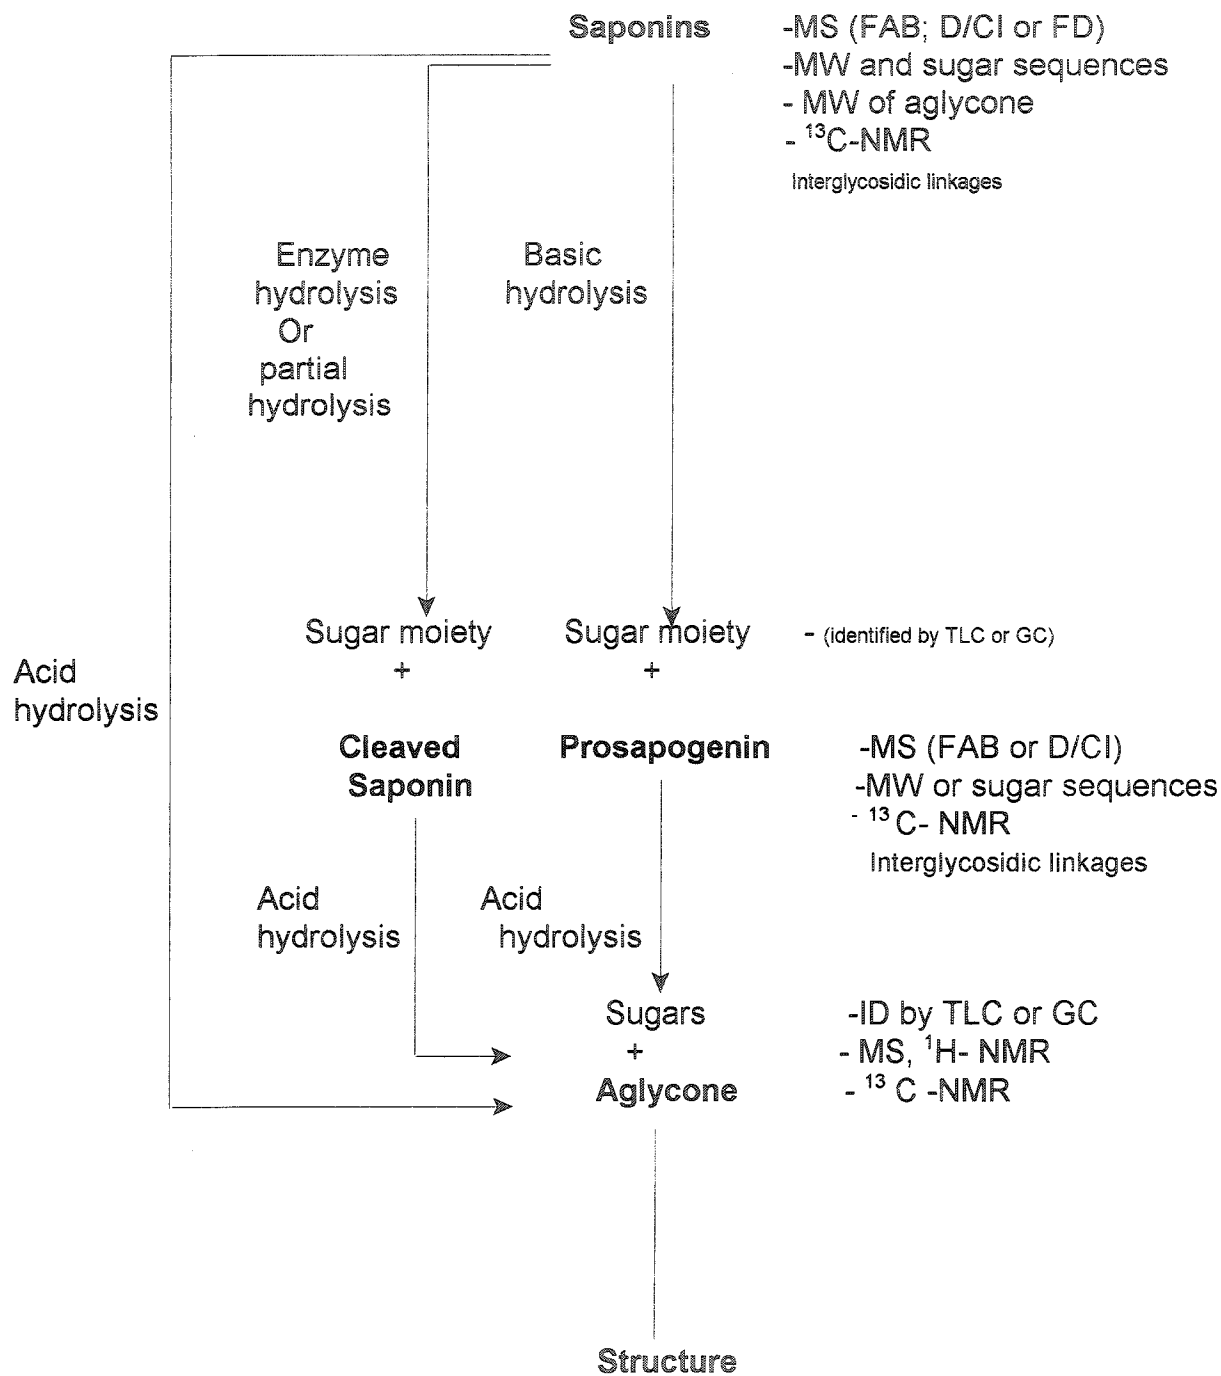 Saponins
-MS (FAB; D/CI or FD)
-MW and sugar sequences
- MW of aglycone
- ¹³C-NMR
Interglycosidic linkages
Enzyme
hydrolysis
Or
partial
hydrolysis
Basic
hydrolysis
Sugar moiety
+
Sugar moiety
+
- (identified by TLC or GC)
Acid
hydrolysis
Cleaved
Saponin
Prosapogenin
-MS (FAB or D/CI)
-MW or sugar sequences
- ¹³ C- NMR
Interglycosidic linkages
Acid
hydrolysis
Acid
hydrolysis
Sugars
+
Aglycone
-ID by TLC or GC
- MS, ¹H- NMR
- ¹³ C -NMR
Structure